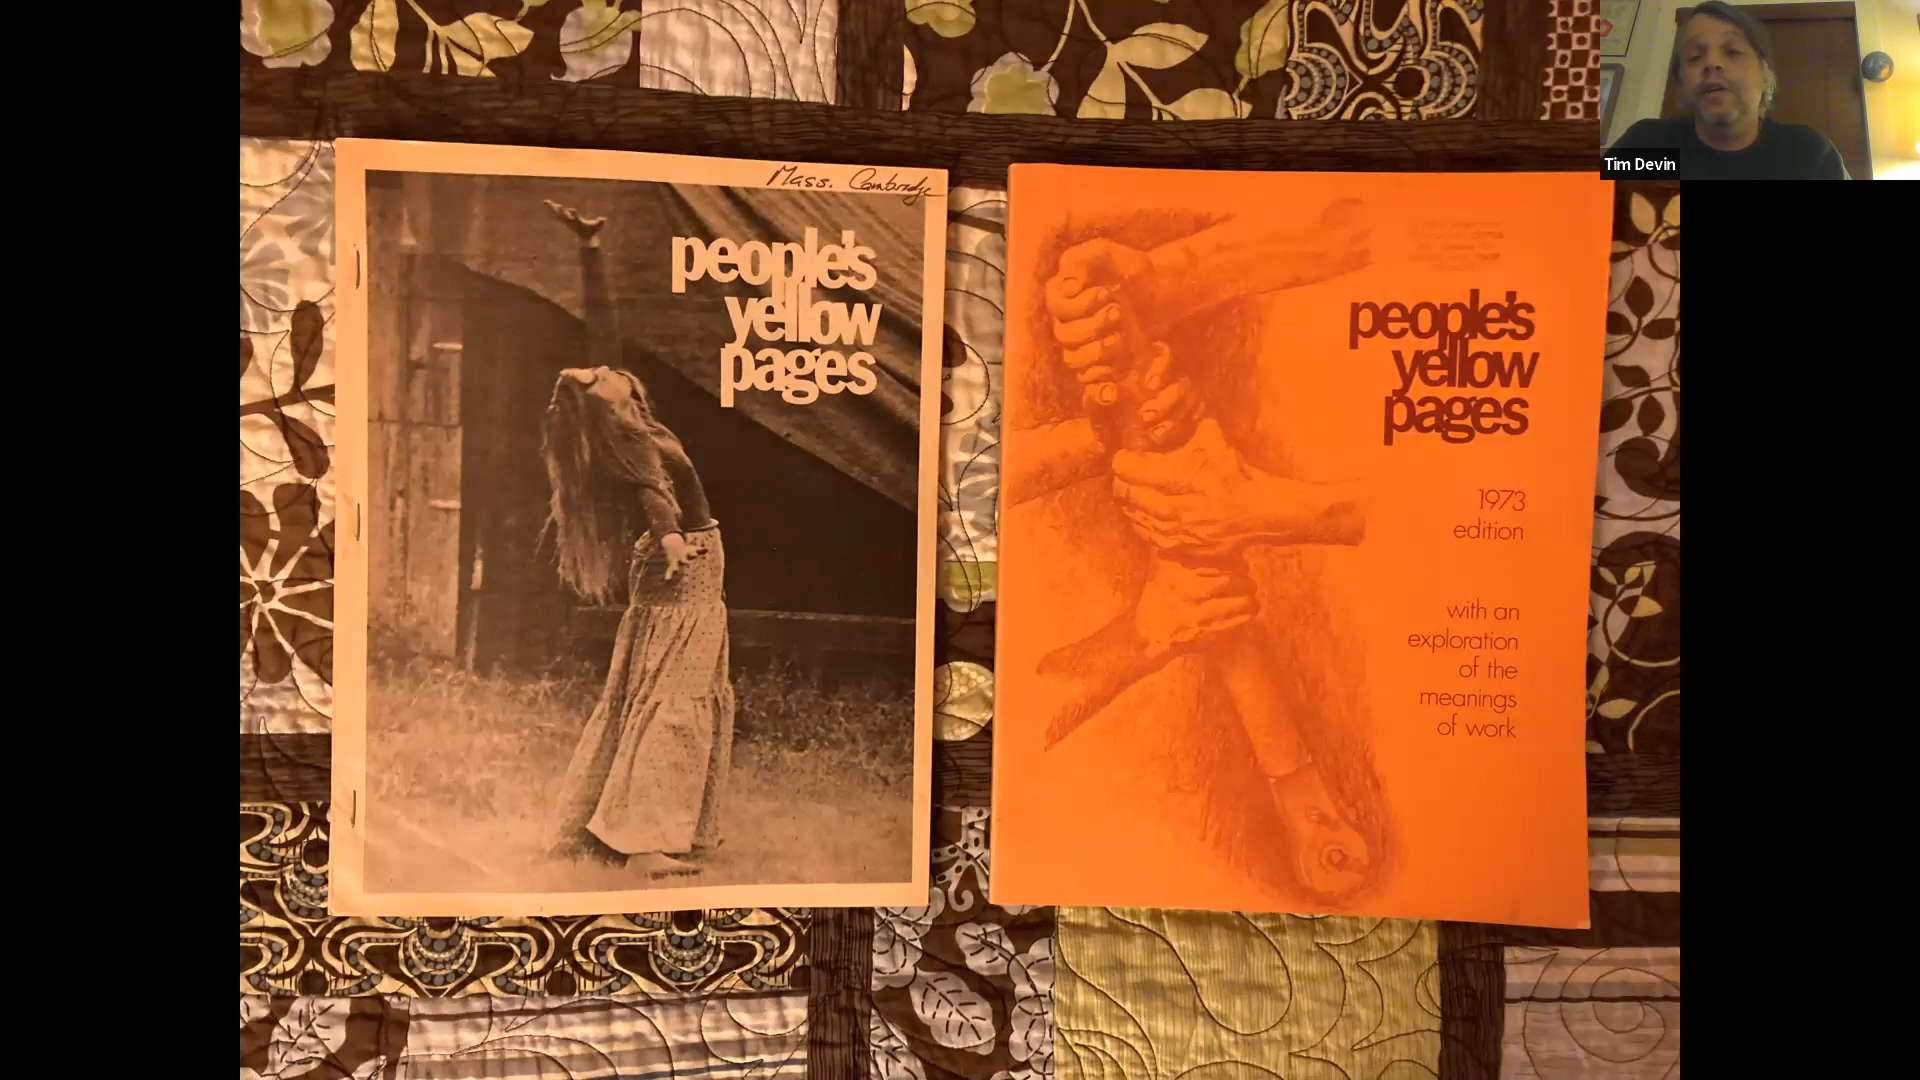 Tim Devin
Mass. Cambridge
people's
yellow
pages
people's
yellow
pages
1973
edition
with an
exploration
of the
meanings
of work